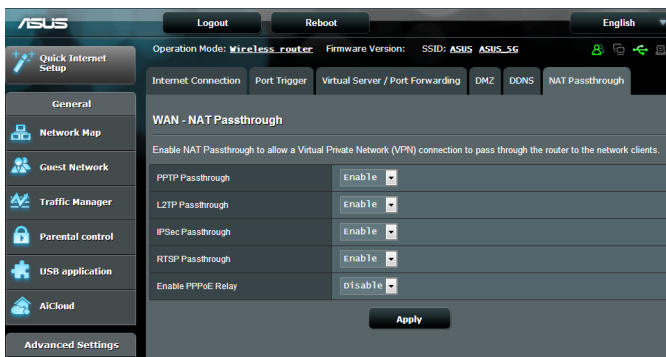 ASUS
Logout
Reboot
English
Quick Internet Setup
Operation Mode: Wireless router Firmware Version: SSID: ASUS ASUS_5G
Internet Connection
Port Trigger
Virtual Server / Port Forwarding
DMZ
DDNS
NAT Passthrough
General
Network Map
Guest Network
Traffic Manager
Parental control
USB application
AiCloud
Advanced Settings
WAN - NAT Passthrough
Enable NAT Passthrough to allow a Virtual Private Network (VPN) connection to pass through the router to the network clients.
PPTP Passthrough Enable
L2TP Passthrough Enable
IPSec Passthrough Enable
RTSP Passthrough Enable
Enable PPPoE Relay Disable
Apply